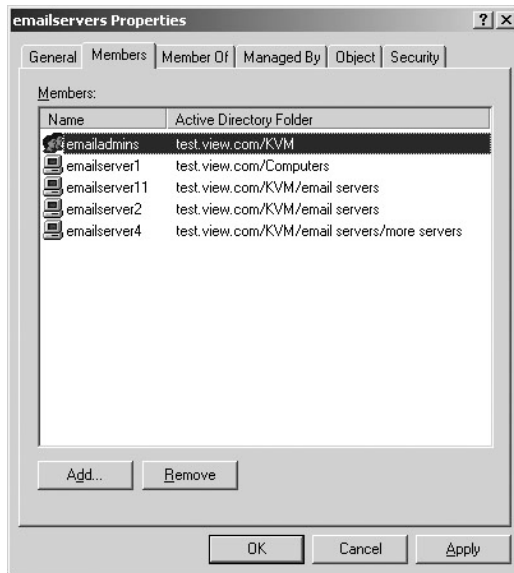 emailservers Properties
General Members Member Of Managed By Object Security
Members:
Name Active Directory Folder
emailadmins test.view.com/KVM
emailserver1 test.view.com/Computers
emailserver11 test.view.com/KVM/email servers
emailserver2 test.view.com/KVM/email servers
emailserver4 test.view.com/KVM/email servers/more servers
Add... Remove
OK Cancel Apply